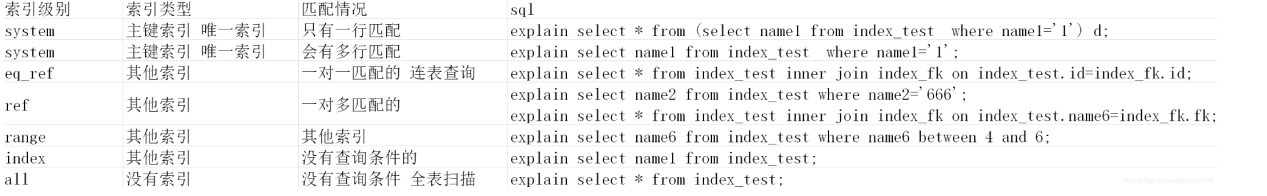 索引级别 索引类型 匹配情况 sql
system 主键索引 唯一索引 只有一行匹配 explain select * from (select name1 from index_test where name1='1') d;
system 主键索引 唯一索引 会有多行匹配 explain select name1 from index_test where name1='1';
eq_ref 其他索引 一对一匹配的 连表查询 explain select * from index_test inner join index_fk on index_test.id=index_fk.id;
ref 其他索引 一对多匹配的 explain select name2 from index_test where name2='666';
explain select * from index_test inner join index_fk on index_test.name6=index_fk.fk;
range 其他索引 其他索引 explain select name6 from index_test where name6 between 4 and 6;
index 其他索引 没有查询条件的 explain select name1 from index_test;
all 没有索引 没有查询条件 全表扫描 explain select * from index_test;